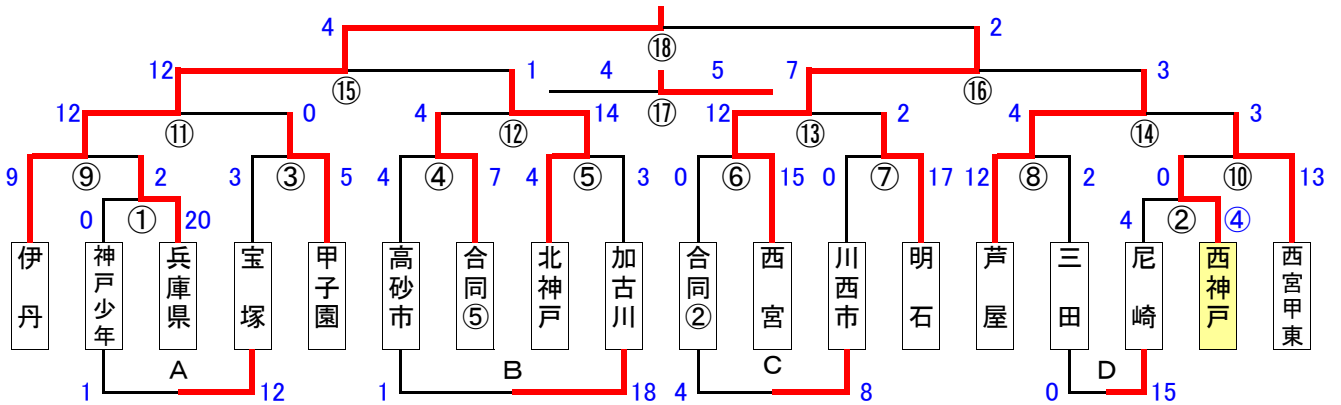 4 2
⑱
12 1 4 5 7 3
⑮ ⑰ ⑯
12 0 4 14 12 2 4 3
⑪ ⑫ ⑬ ⑭
9 2 3 5 4 7 4 3 0 15 0 17 12 2 0 13
⑨ ③ ④ ⑤ ⑥ ⑦ ⑧ ⑩
0 ① 20 4 ② ④
伊丹
神戸少年
兵庫県
宝塚
甲子園
高砂市
合同⑤
北神戸
加古川
合同②
西宮
川西市
明石
芦屋
三田
尼崎
西神戸
西宮甲東
A B C D
1 12 1 18 4 8 0 15